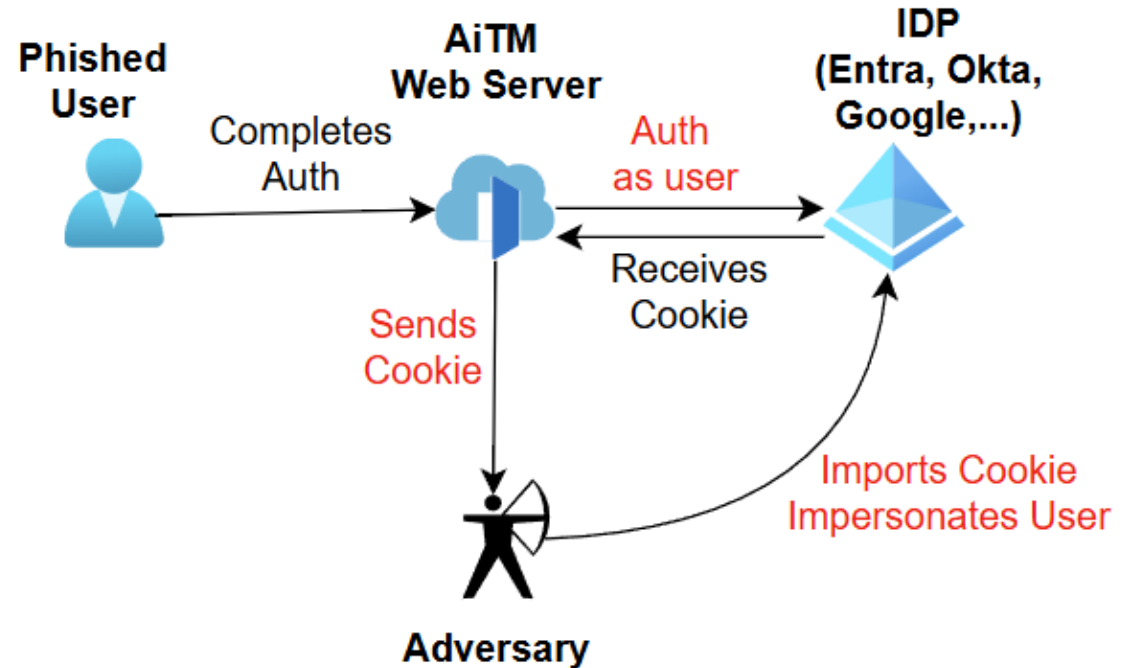 Phished
User
AiTM
Web Server
IDP
(Entra, Okta,
Google,...)
Completes
Auth
Auth
as user
Receives
Cookie
Sends
Cookie
Imports Cookie
Impersonates User
Adversary